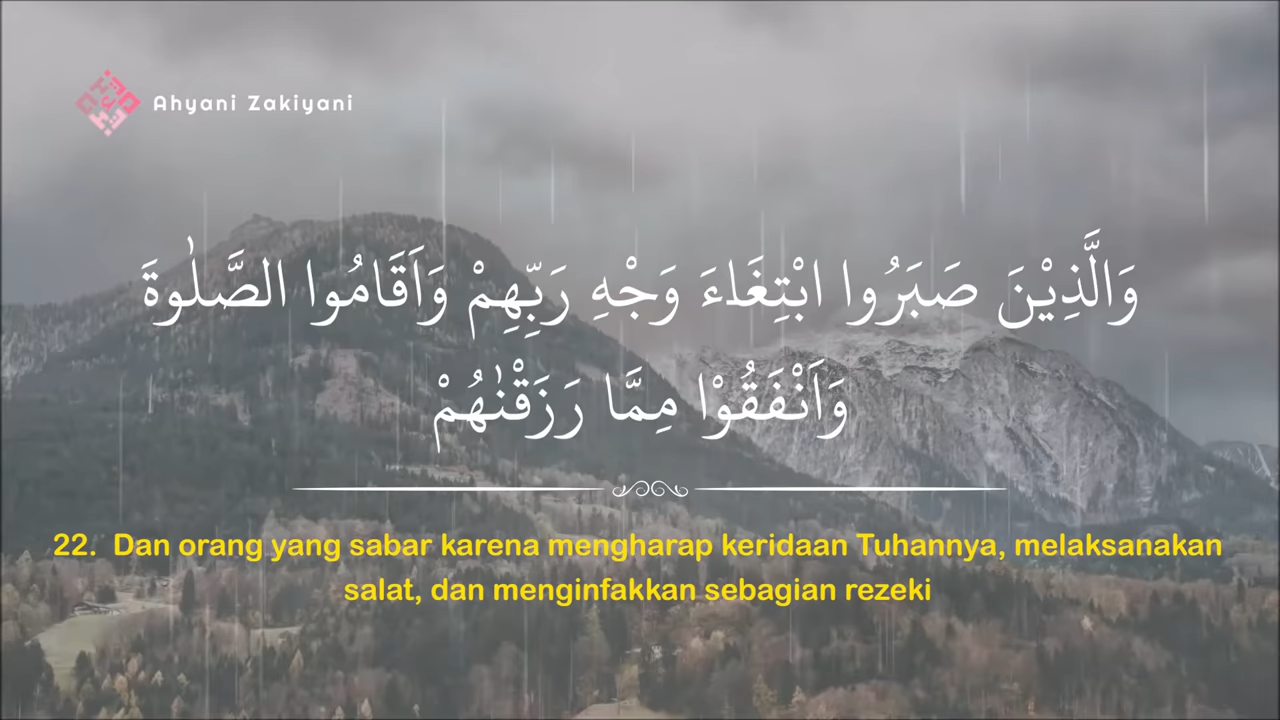 Ahyani Zakiyani
وَالَّذِيْنَ صَبَرُوا ابْتِغَاءَ وَجْهِ رَبِّهِمْ وَاَقَامُوا الصَّلٰوةَ
وَاَنْفَقُوْا مِمَّا رَزَقْنٰهُمْ
22. Dan orang yang sabar karena mengharap keridaan Tuhannya, melaksanakan
salat, dan menginfakkan sebagian rezeki